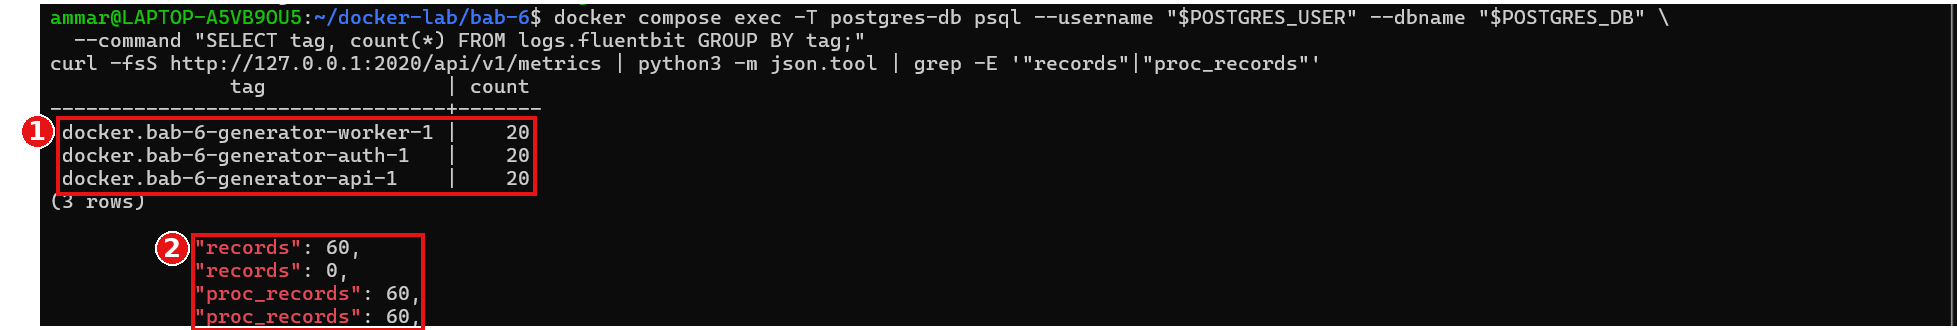 ammar@LAPTOP-A5VB9OU5:~/docker-lab/bab-6$ docker compose exec -T postgres-db psql --username "$POSTGRES_USER" --dbname "$POSTGRES_DB" \
--command "SELECT tag, count(*) FROM logs.fluentbit GROUP BY tag;"
curl -fsS http://127.0.0.1:2020/api/v1/metrics | python3 -m json.tool | grep -E '"records"|"proc_records"'
tag | count
---------------------------------+-------
1 docker.bab-6-generator-worker-1 | 20
docker.bab-6-generator-auth-1 | 20
docker.bab-6-generator-api-1 | 20
(3 rows)
2 "records": 60,
"records": 0,
"proc_records": 60,
"proc_records": 60,